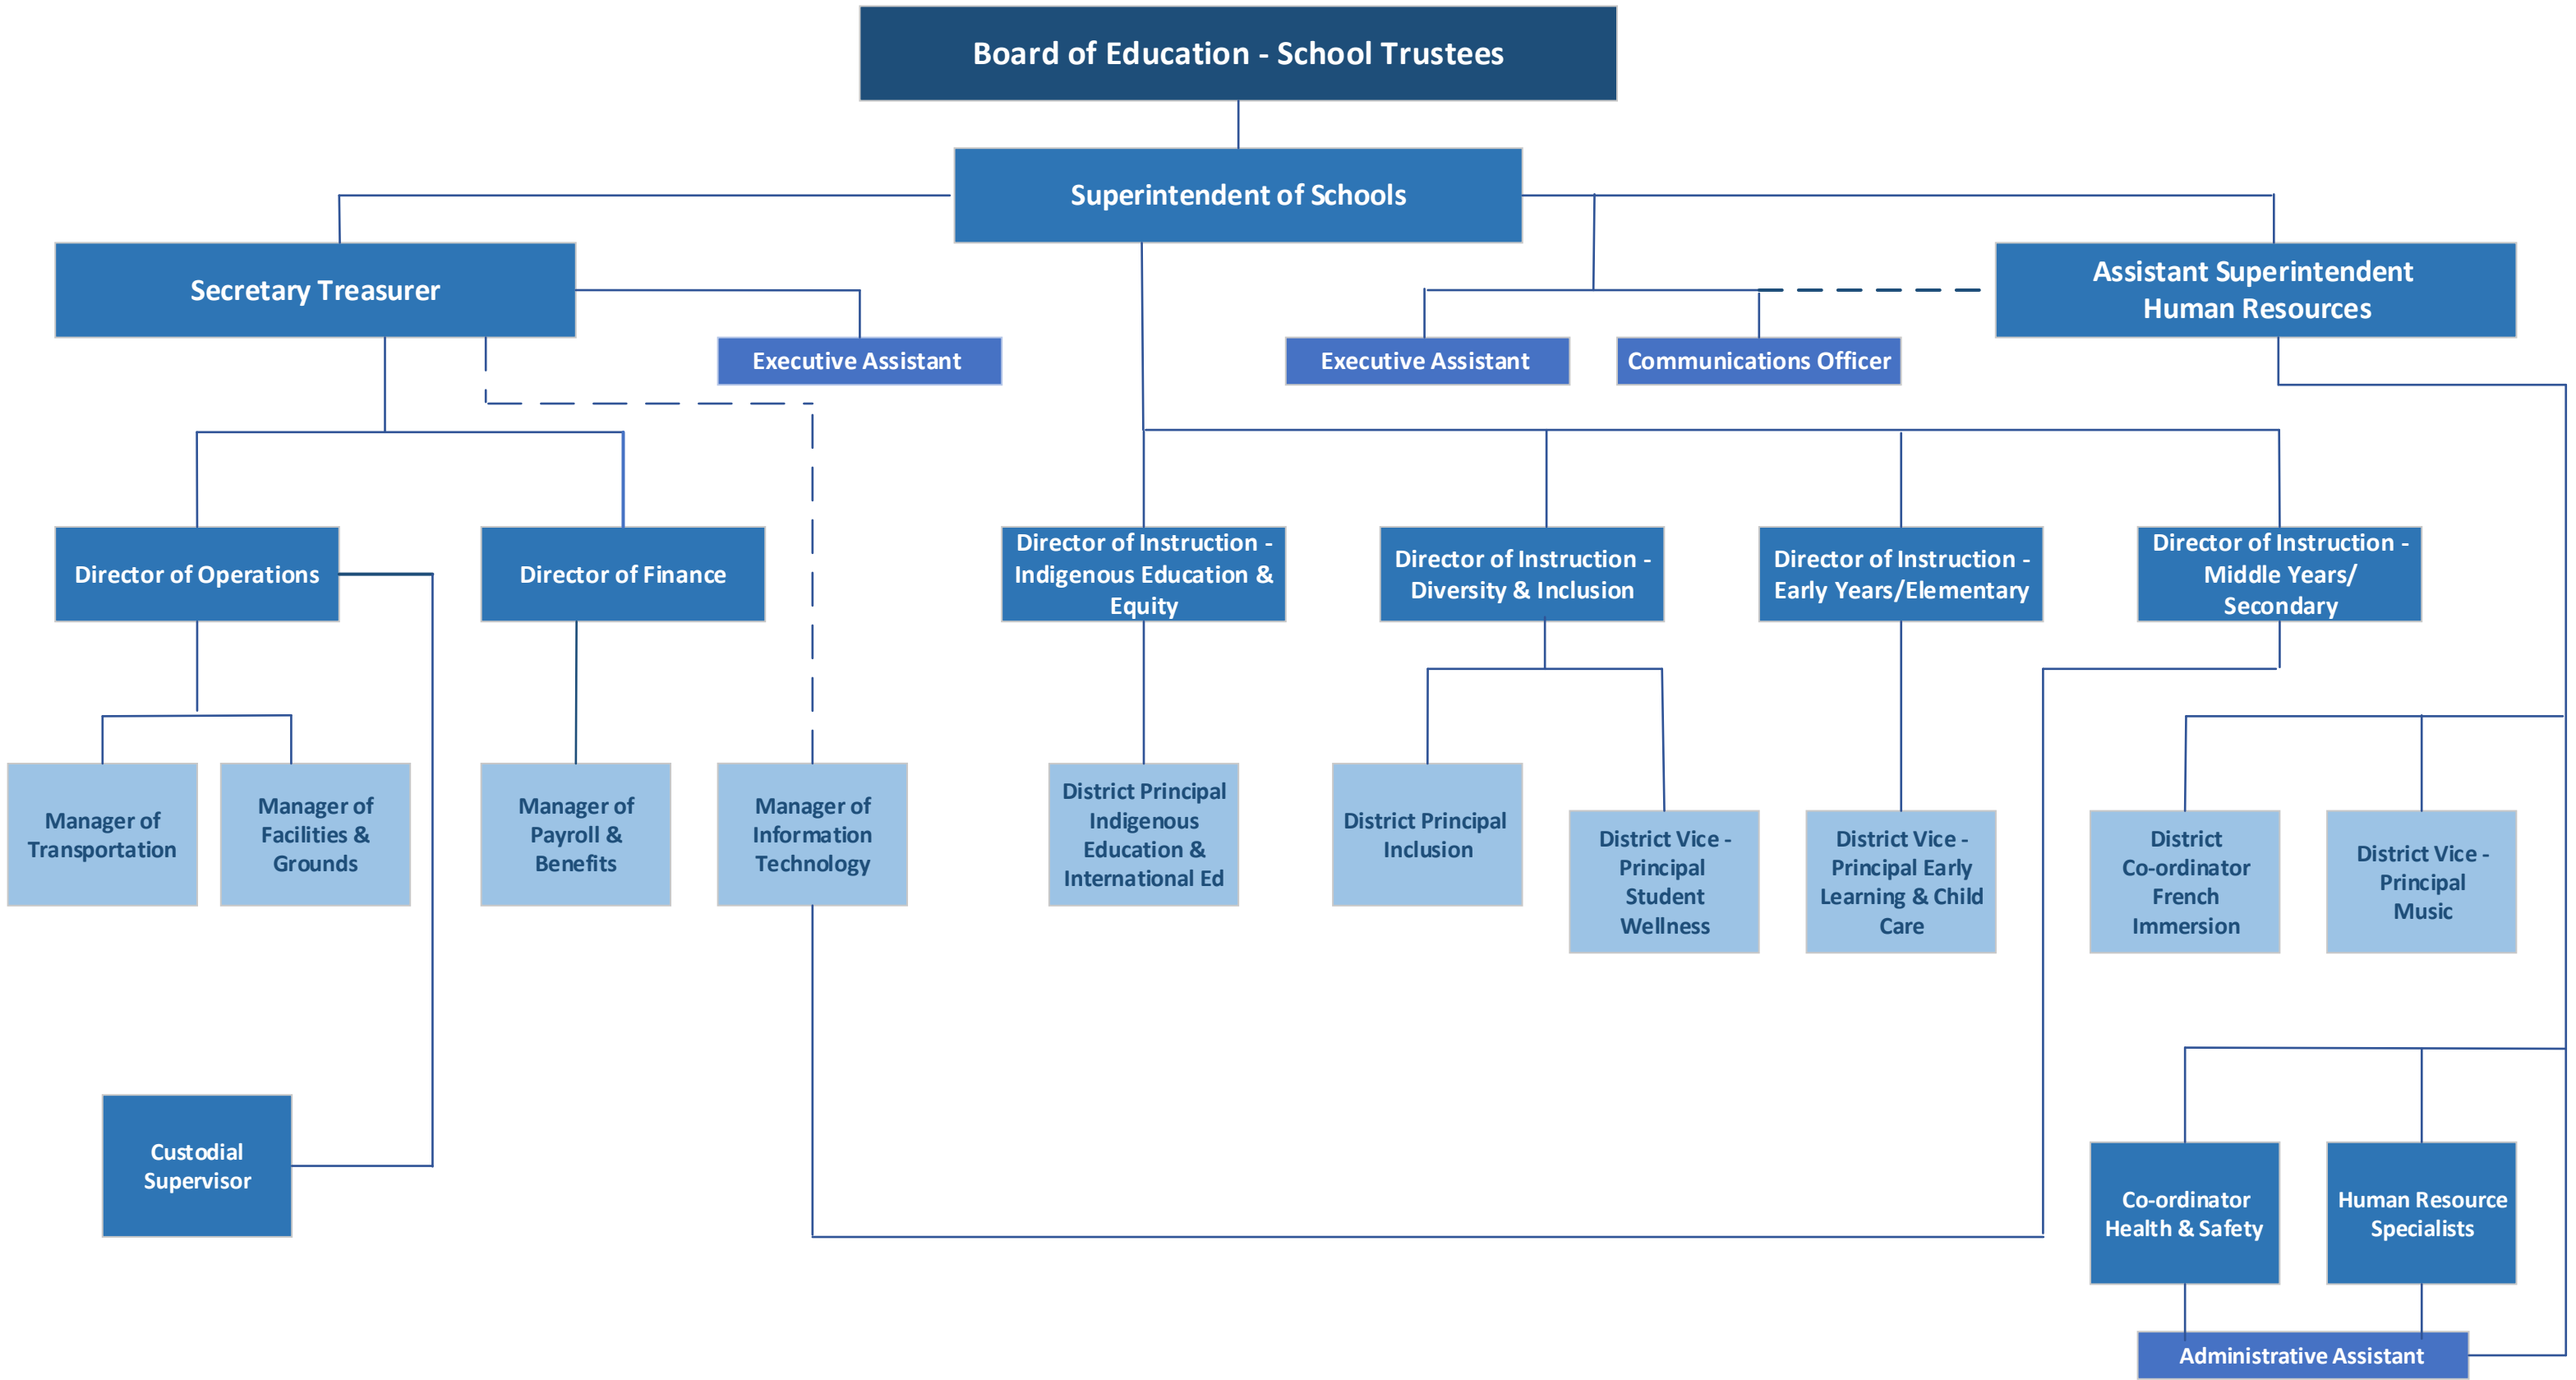 Board of Education - School Trustees
Superintendent of Schools
Secretary Treasurer
Assistant Superintendent
Human Resources
Executive Assistant
Executive Assistant
Communications Officer
Director of Operations
Director of Finance
Director of Instruction -
Indigenous Education &
Equity
Director of Instruction -
Diversity & Inclusion
Director of Instruction -
Early Years/Elementary
Director of Instruction -
Middle Years/
Secondary
Manager of
Transportation
Manager of
Facilities &
Grounds
Manager of
Payroll &
Benefits
Manager of
Information
Technology
District Principal
Indigenous
Education &
International Ed
District Principal
Inclusion
District Vice -
Principal
Student
Wellness
District Vice -
Principal Early
Learning & Child
Care
District
Co-ordinator
French
Immersion
District Vice -
Principal
Music
Custodial
Supervisor
Co-ordinator
Health & Safety
Human Resource
Specialists
Administrative Assistant